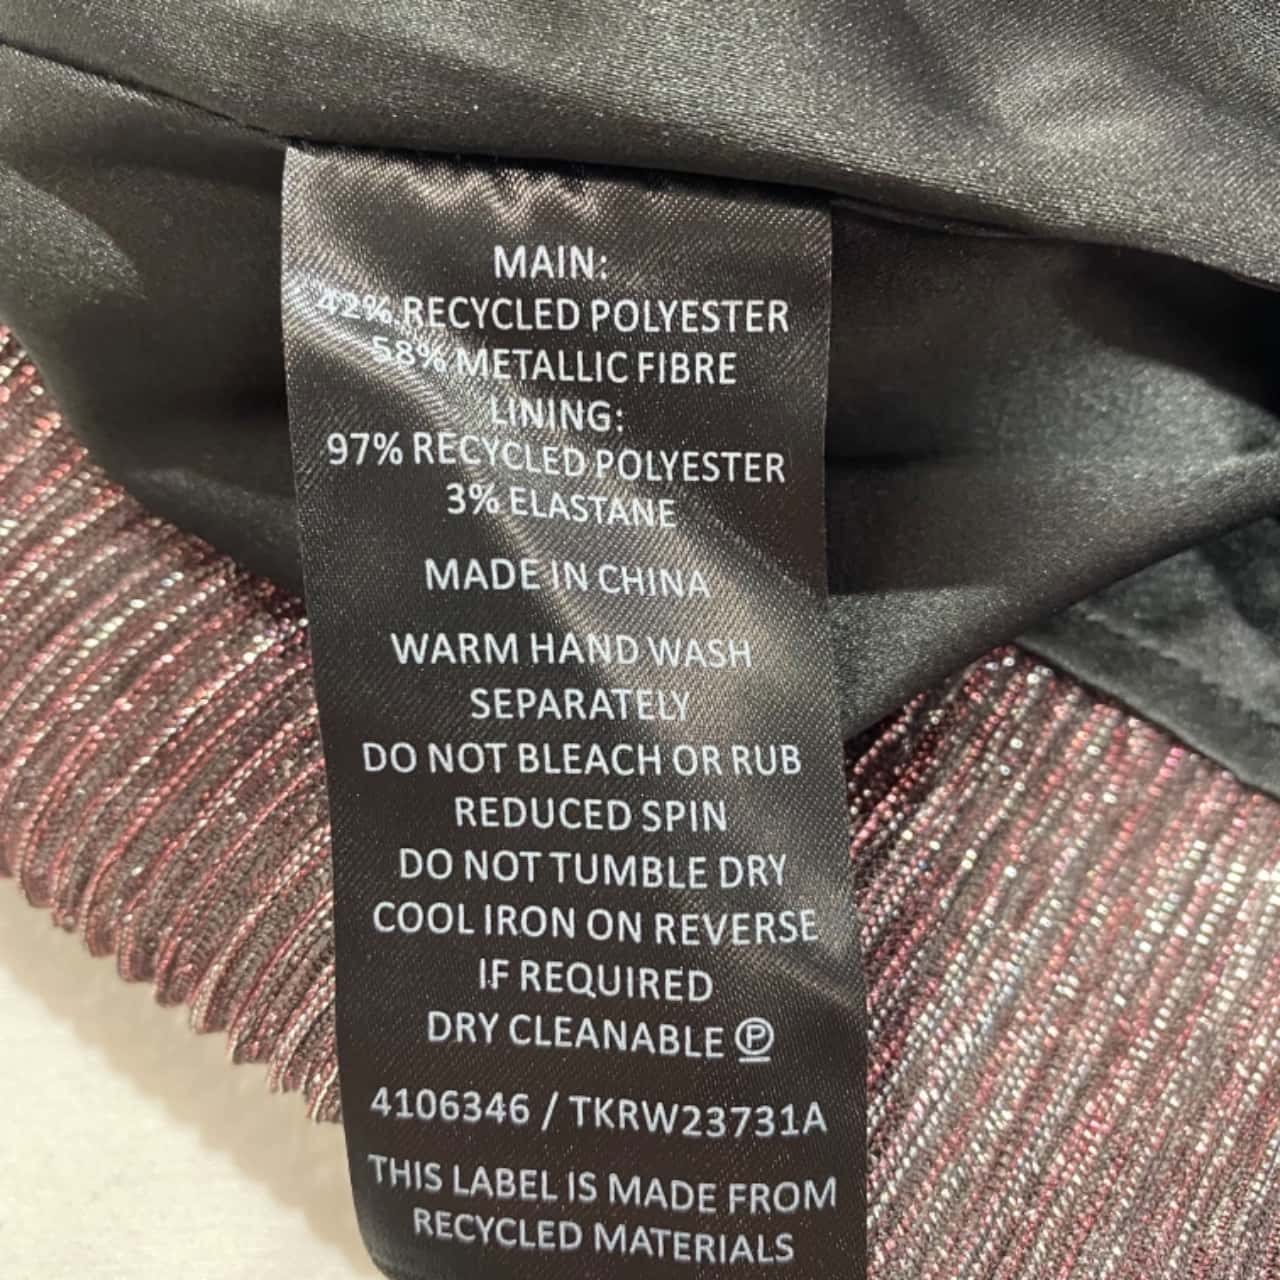 MAIN:
42% RECYCLED POLYESTER
58% METALLIC FIBRE
LINING:
97% RECYCLED POLYESTER
3% ELASTANE
MADE IN CHINA
WARM HAND WASH
SEPARATELY
DO NOT BLEACH OR RUB
REDUCED SPIN
DO NOT TUMBLE DRY
COOL IRON ON REVERSE
IF REQUIRED
DRY CLEANABLE Ⓟ
4106346 / TKRW23731A
THIS LABEL IS MADE FROM
RECYCLED MATERIALS